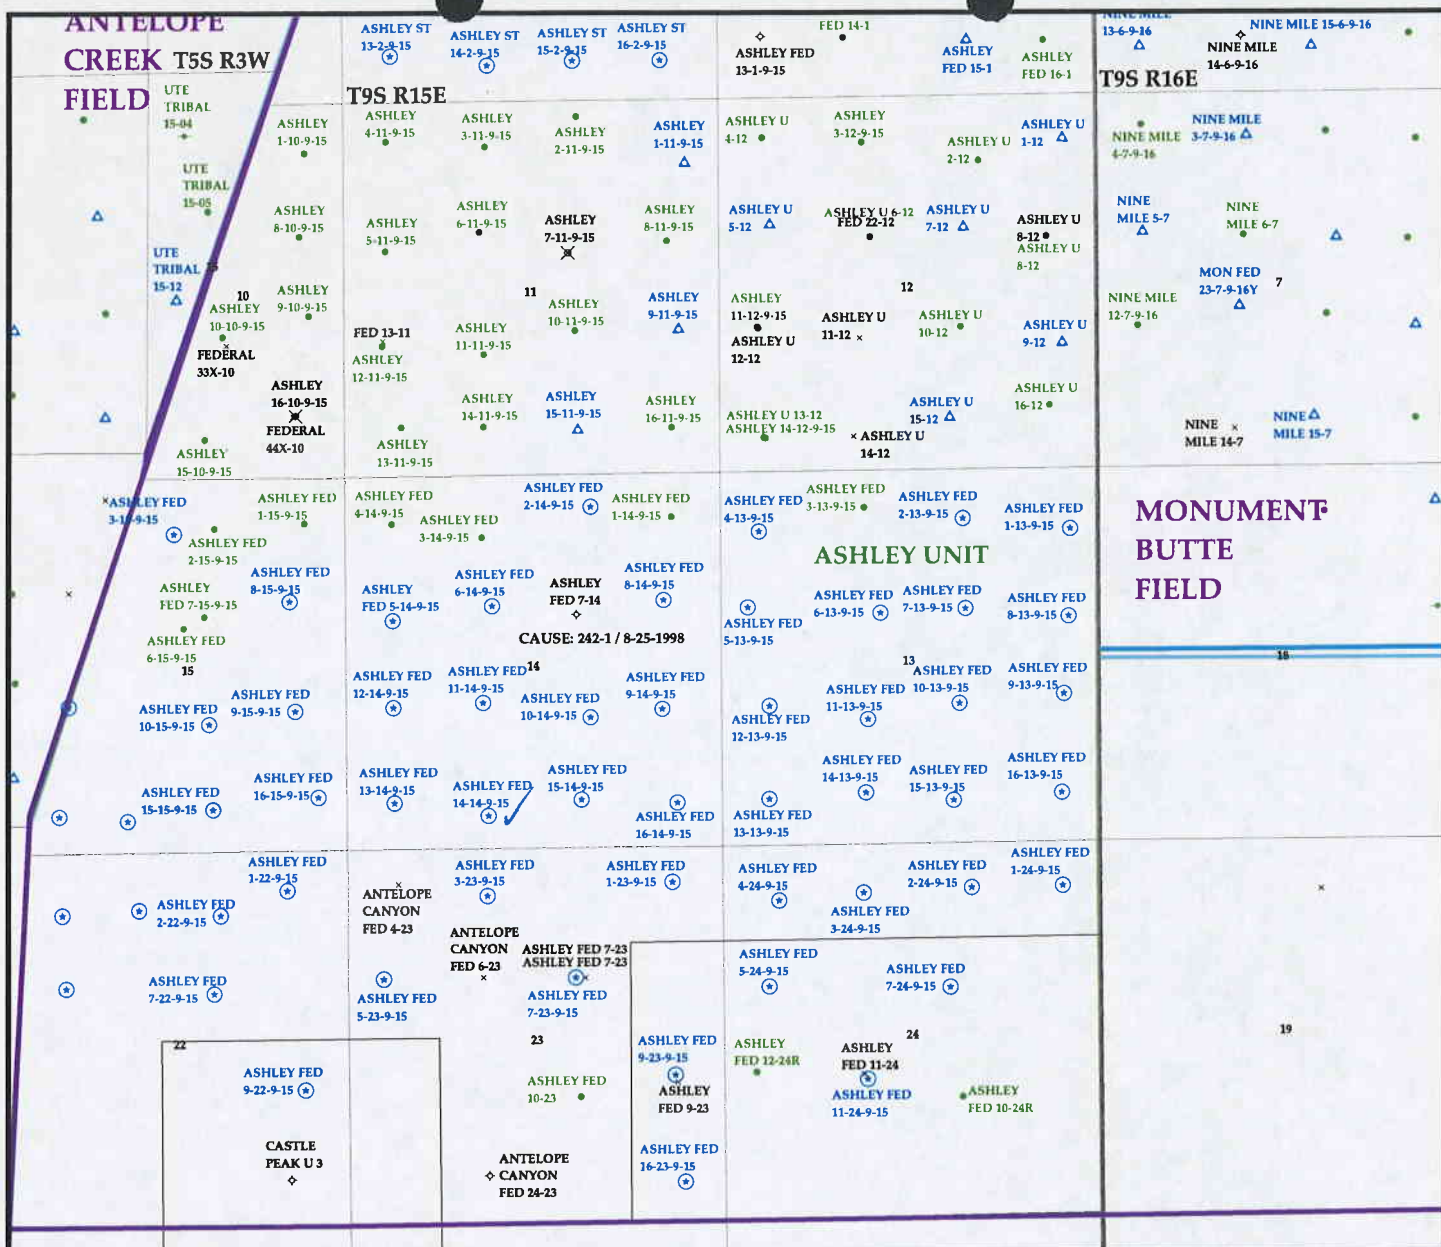 ANTELOPE
CREEK T5S R3W
FIELD
ASHLEY ST
13-2-9-15
ASHLEY ST
14-2-9-15
ASHLEY ST
15-2-9-15
ASHLEY ST
16-2-9-15
ASHLEY FED
13-1-9-15
FED 14-1
ASHLEY
FED 15-1
ASHLEY
FED 16-1
NINE MILE
13-6-9-16
NINE MILE
14-6-9-16
NINE MILE 15-6-9-16
T9S R15E
T9S R16E
UTE
TRIBAL
15-04
ASHLEY
1-10-9-15
ASHLEY
4-11-9-15
ASHLEY
3-11-9-15
ASHLEY
2-11-9-15
ASHLEY
1-11-9-15
ASHLEY U
4-12
ASHLEY
3-12-9-15
ASHLEY U
2-12
ASHLEY U
1-12
NINE MILE
4-7-9-16
NINE MILE
3-7-9-16
UTE
TRIBAL
15-05
ASHLEY
8-10-9-15
ASHLEY
5-11-9-15
ASHLEY
6-11-9-15
ASHLEY
7-11-9-15
ASHLEY
8-11-9-15
ASHLEY U
5-12
ASHLEY U 6-12
FED 22-12
ASHLEY U
7-12
ASHLEY U
8-12
ASHLEY U
8-12
NINE
MILE 5-7
NINE
MILE 6-7
UTE
TRIBAL
15-12
10
11
12
7
ASHLEY
10-10-9-15
ASHLEY
9-10-9-15
FEDERAL
33X-10
FED 13-11
ASHLEY
12-11-9-15
ASHLEY
11-11-9-15
ASHLEY
10-11-9-15
ASHLEY
9-11-9-15
ASHLEY
11-12-9-15
ASHLEY U
12-12
ASHLEY U
11-12
ASHLEY U
10-12
ASHLEY U
9-12
NINE MILE
12-7-9-16
MON FED
23-7-9-16Y
ASHLEY
16-10-9-15
FEDERAL
44X-10
ASHLEY
15-10-9-15
ASHLEY
13-11-9-15
ASHLEY
14-11-9-15
ASHLEY
15-11-9-15
ASHLEY
16-11-9-15
ASHLEY U 13-12
ASHLEY 14-12-9-15
ASHLEY U
14-12
ASHLEY U
15-12
ASHLEY U
16-12
NINE
MILE 14-7
NINE
MILE 15-7
ASHLEY FED
ASHLEY FED
1-15-9-15
ASHLEY FED
2-15-9-15
ASHLEY FED
4-14-9-15
ASHLEY FED
3-14-9-15
ASHLEY FED
2-14-9-15
ASHLEY FED
1-14-9-15
ASHLEY FED
4-13-9-15
ASHLEY FED
3-13-9-15
ASHLEY FED
2-13-9-15
ASHLEY FED
1-13-9-15
MONUMENT
BUTTE
FIELD
ASHLEY UNIT
ASHLEY
FED 7-15-9-15
ASHLEY FED
8-15-9-15
ASHLEY FED
6-15-9-15
ASHLEY
FED 5-14-9-15
ASHLEY FED
6-14-9-15
ASHLEY
FED 7-14
ASHLEY FED
8-14-9-15
CAUSE: 242-1 / 8-25-1998
ASHLEY FED
5-13-9-15
ASHLEY FED
6-13-9-15
ASHLEY FED
7-13-9-15
ASHLEY FED
8-13-9-15
15
14
13
18
ASHLEY FED
10-15-9-15
ASHLEY FED
9-15-9-15
ASHLEY FED
12-14-9-15
ASHLEY FED
11-14-9-15
ASHLEY FED
10-14-9-15
ASHLEY FED
9-14-9-15
ASHLEY FED
12-13-9-15
ASHLEY FED
11-13-9-15
ASHLEY FED
10-13-9-15
ASHLEY FED
9-13-9-15
ASHLEY FED
15-15-9-15
ASHLEY FED
16-15-9-15
ASHLEY FED
13-14-9-15
ASHLEY FED
14-14-9-15
ASHLEY FED
15-14-9-15
ASHLEY FED
16-14-9-15
ASHLEY FED
13-13-9-15
ASHLEY FED
14-13-9-15
ASHLEY FED
15-13-9-15
ASHLEY FED
16-13-9-15
ASHLEY FED
1-22-9-15
ASHLEY FED
2-22-9-15
ANTELOPE
CANYON
FED 4-23
ASHLEY FED
3-23-9-15
ASHLEY FED
1-23-9-15
ASHLEY FED
4-24-9-15
ASHLEY FED
3-24-9-15
ASHLEY FED
2-24-9-15
ASHLEY FED
1-24-9-15
ASHLEY FED
7-22-9-15
ASHLEY FED
5-23-9-15
ANTELOPE
CANYON
FED 6-23
ASHLEY FED 7-23
ASHLEY FED 7-23
ASHLEY FED
7-23-9-15
ASHLEY FED
5-24-9-15
ASHLEY FED
7-24-9-15
22
23
24
19
ASHLEY FED
9-22-9-15
ASHLEY FED
10-23
ASHLEY FED
9-23-9-15
ASHLEY
FED 9-23
ASHLEY
FED 12-24R
ASHLEY
FED 11-24
ASHLEY FED
11-24-9-15
ASHLEY
FED 10-24R
CASTLE
PEAK U 3
ANTELOPE
CANYON
FED 24-23
ASHLEY FED
16-23-9-15